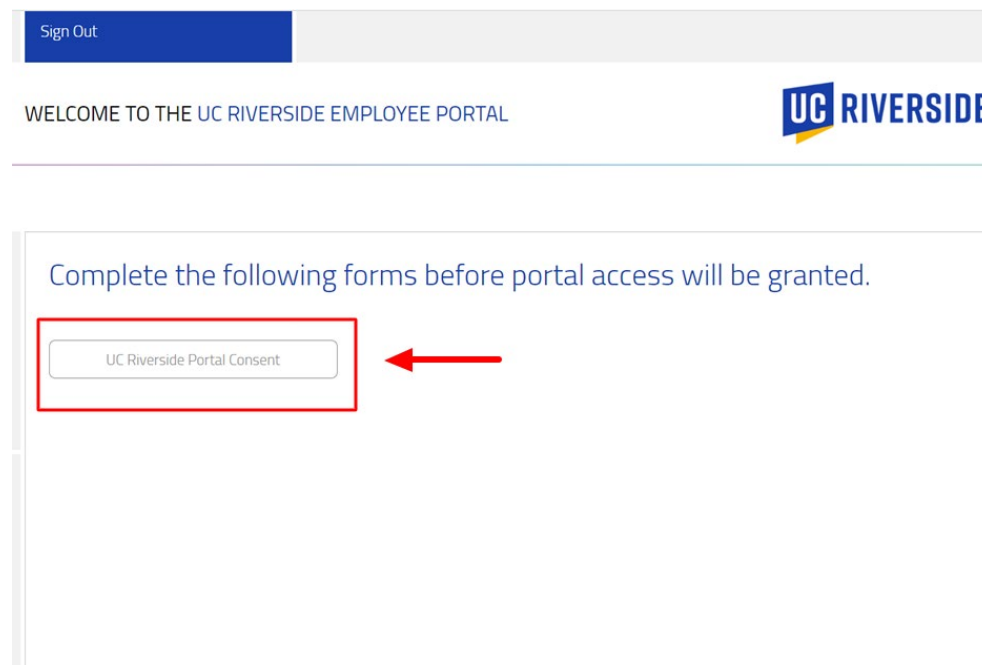 Sign Out
WELCOME TO THE UC RIVERSIDE EMPLOYEE PORTAL
UC RIVERSIDE
Complete the following forms before portal access will be granted.
UC Riverside Portal Consent